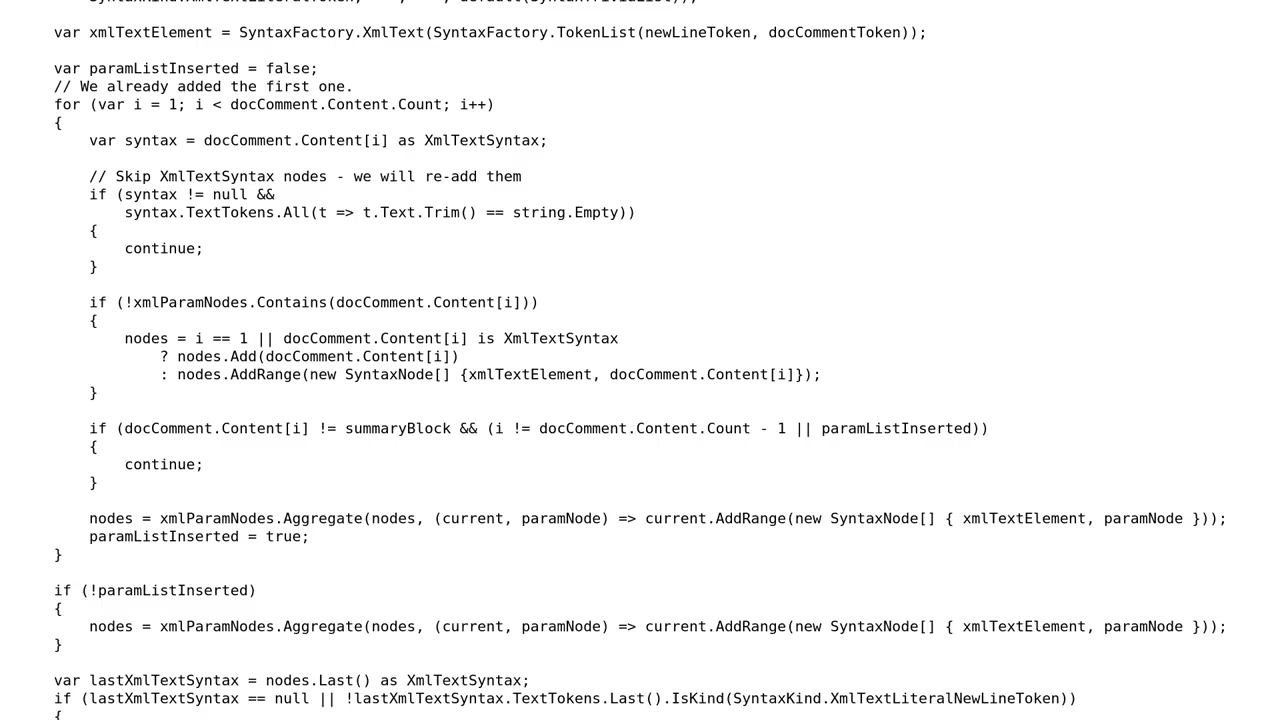 var xmlTextElement = SyntaxFactory.XmlText(SyntaxFactory.TokenList(newLineToken, docCommentToken));
var paramListInserted = false;
// We already added the first one.
for (var i = 1; i < docComment.Content.Count; i++)
{
var syntax = docComment.Content[i] as XmlTextSyntax;
// Skip XmlTextSyntax nodes - we will re-add them
if (syntax != null &&
syntax.TextTokens.All(t => t.Text.Trim() == string.Empty))
{
continue;
}
if (!xmlParamNodes.Contains(docComment.Content[i]))
{
nodes = i == 1 || docComment.Content[i] is XmlTextSyntax
? nodes.Add(docComment.Content[i])
: nodes.AddRange(new SyntaxNode[] {xmlTextElement, docComment.Content[i]});
}
if (docComment.Content[i] != summaryBlock && (i != docComment.Content.Count - 1 || paramListInserted))
{
continue;
}
nodes = xmlParamNodes.Aggregate(nodes, (current, paramNode) => current.AddRange(new SyntaxNode[] { xmlTextElement, paramNode }));
paramListInserted = true;
}
if (!paramListInserted)
{
nodes = xmlParamNodes.Aggregate(nodes, (current, paramNode) => current.AddRange(new SyntaxNode[] { xmlTextElement, paramNode }));
}
var lastXmlTextSyntax = nodes.Last() as XmlTextSyntax;
if (lastXmlTextSyntax == null || !lastXmlTextSyntax.TextTokens.Last().IsKind(SyntaxKind.XmlTextLiteralNewLineToken))
{